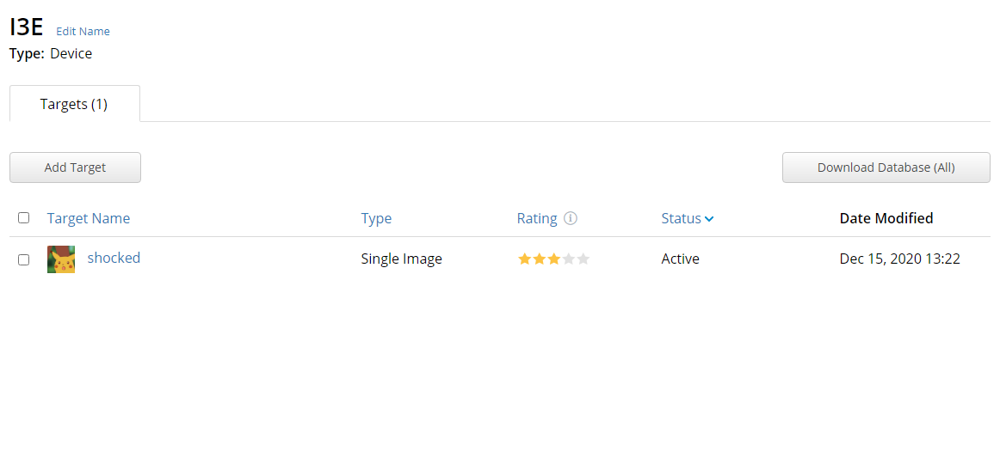 I3E Edit Name
Type: Device
Targets (1)
Add Target Download Database (All)
Target Name Type Rating Status Date Modified
shocked Single Image Active Dec 15, 2020 13:22